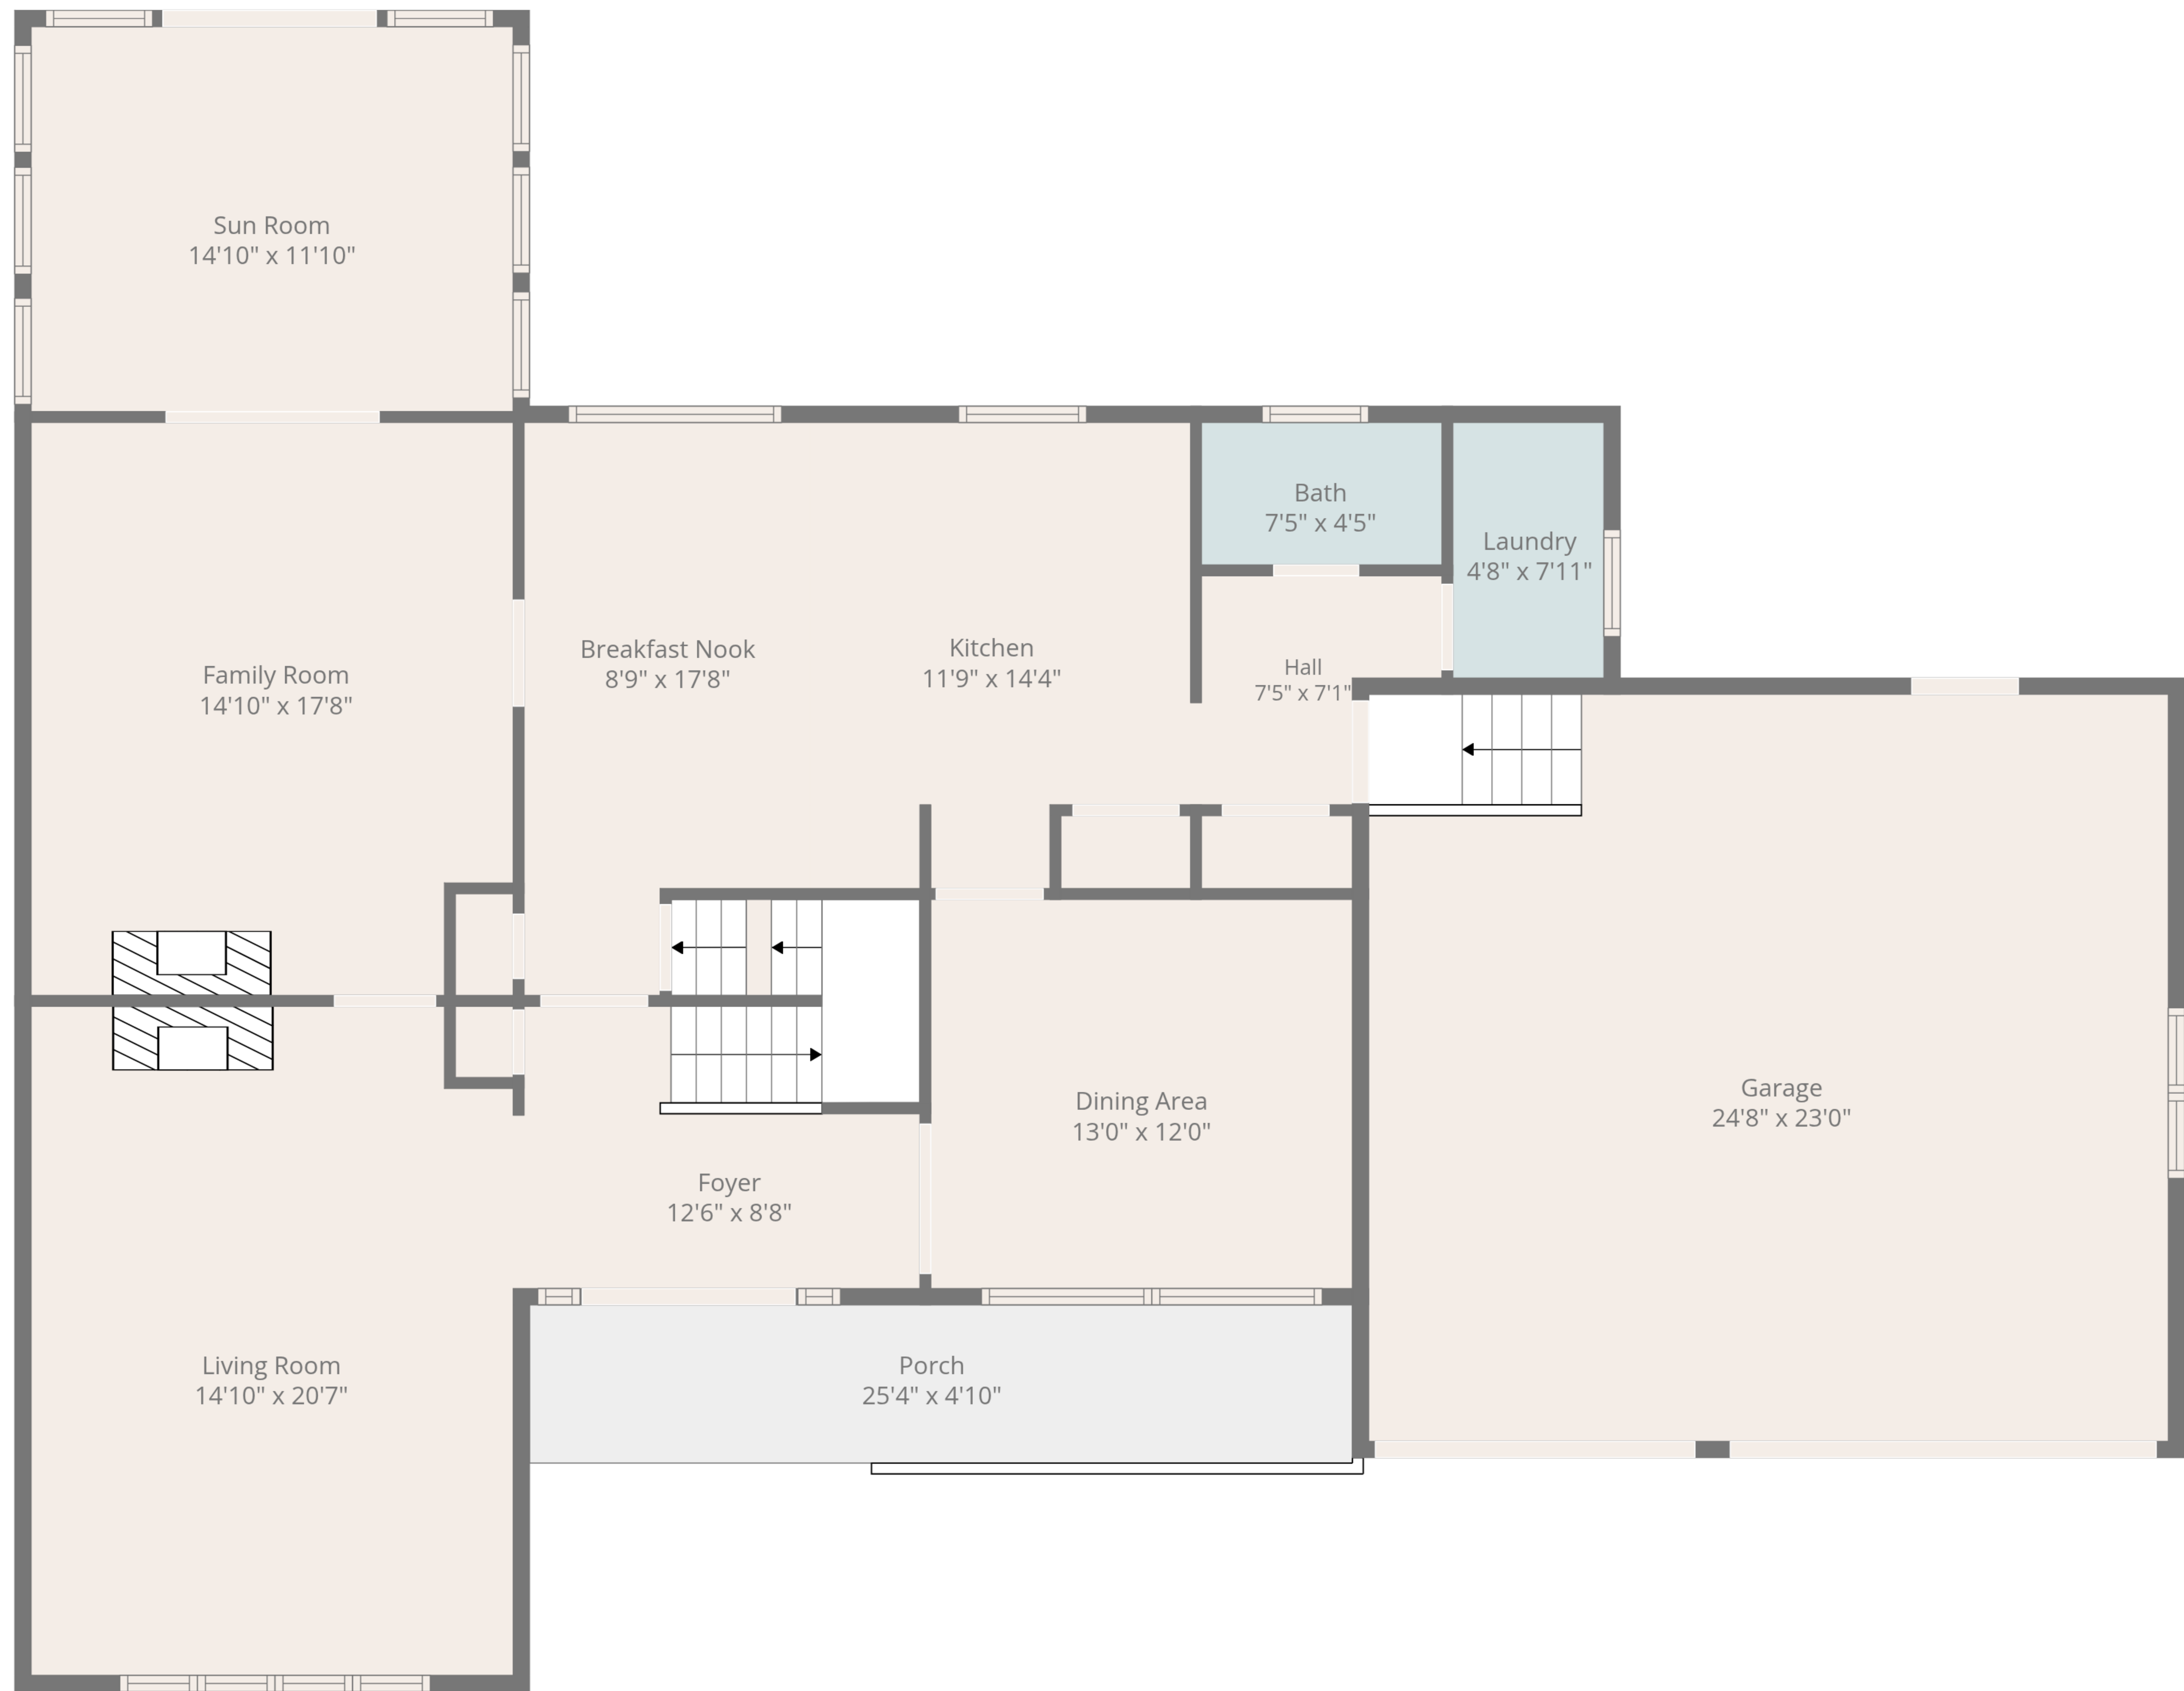 Sun Room
14'10" x 11'10"
Bath
7'5" x 4'5"
Laundry
4'8" x 7'11"
Breakfast Nook
8'9" x 17'8"
Kitchen
11'9" x 14'4"
Hall
7'5" x 7'1"
Family Room
14'10" x 17'8"
Garage
24'8" x 23'0"
Dining Area
13'0" x 12'0"
Foyer
12'6" x 8'8"
Living Room
14'10" x 20'7"
Porch
25'4" x 4'10"